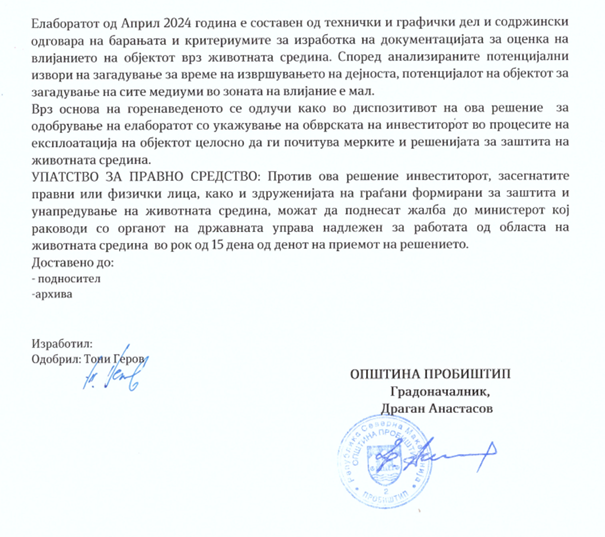 Елаборатот од Април 2024 година е составен од технички и графички дел и содржински
одговара на барањата и критериумите за изработка на документацијата за оценка на
влијанието на објектот врз животната средина. Според анализираните потенцијални
извори на загадување за време на извршувањето на дејноста, потенцијалот на објектот за
загадување на сите медиуми во зоната на влијание е мал.
Врз основа на горенаведеното се одлучи како во диспозитивот на ова решение за
одобрување на елаборатот со укажување на обврската на инвеститорот во процесите на
експлоатација на објектот целосно да ги почитува мерките и решенијата за заштита на
животната средина.
УПАТСТВО ЗА ПРАВНО СРЕДСТВО: Против ова решение инвеститорот, засегнатите
правни или физички лица, како и здруженијата на граѓани формирани за заштита и
унапредување на животната средина, можат да поднесат жалба до министерот кој
раководи со органот на државната управа надлежен за работата од областа на
животната средина во рок од 15 дена од денот на приемот на решението.
Доставено до:
- подносител
-архива
Изработил:
Одобрил: Топи Геров
ОПШТИНА ПРОБИШТИП
Градоначалник,
Драган Анастасов
Република Северна Македонија
ОПШТИНА ПРОБИШТИП
2
ПРОБИШТИП